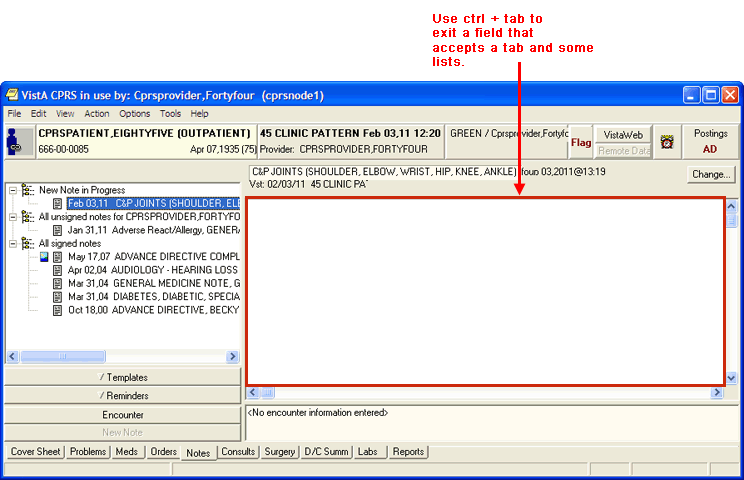 Use ctrl + tab to
exit a field that
accepts a tab and some
lists.
VistA CPRS in use by: Cprsprovider,Fortyfour (cprsnode1)
File Edit View Action Options Tools Help
CPRSPATIENT,EIGHTYFIVE (OUTPATIENT)
666-00-0085 Apr 07,1935 (75)
45 CLINIC PATTERN Feb 03,11 12:20
Provider: CPRSPROVIDER,FORTYFOUR
GREEN / Cprsprovider,Fortyfo
Flag
VistaWeb
Remote Data
Postings
AD
C&P JOINTS (SHOULDER, ELBOW, WRIST, HIP, KNEE, ANKLE) 03,2011@13:19
Vst: 02/03/11 45 CLINIC PA
Change...
New Note in Progress
Feb 03,11 C&P JOINTS (SHOULDER, ELB
All unsigned notes for CPRSPROVIDER,FORTYFO
Jan 31,11 Adverse React/Allergy, GENERA
All signed notes
May 17,07 ADVANCE DIRECTIVE COMPL
Apr 02,04 AUDIOLOGY - HEARING LOSS
Mar 31,04 GENERAL MEDICINE NOTE, G
Mar 31,04 DIABETES, DIABETIC, SPECIA
Oct 18,00 ADVANCE DIRECTIVE, BECKY
/ Templates
/ Reminders
Encounter
New Note
<No encounter information entered>
Cover Sheet Problems Meds Orders Notes Consults Surgery D/C Summ Labs Reports